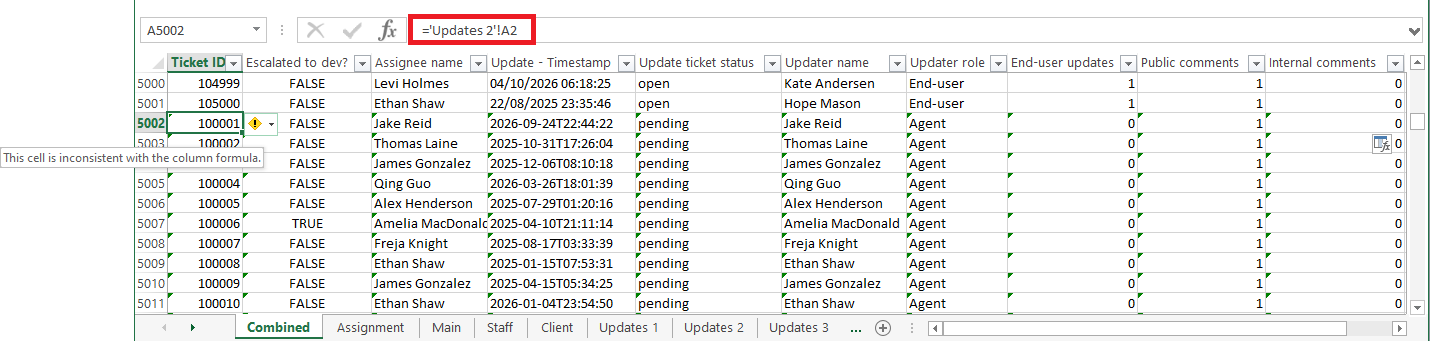 A5002 fx ='Updates 2'!A2
Ticket ID Escalated to dev? Assignee name Update - Timestamp Update ticket status Updater name Updater role End-user updates Public comments Internal comments
5000 104999 FALSE Levi Holmes 04/10/2026 06:18:25 open Kate Andersen End-user 1 1 0
5001 105000 FALSE Ethan Shaw 22/08/2025 23:35:46 open Hope Mason End-user 1 1 0
5002 100001 FALSE Jake Reid 2026-09-24T22:44:22 pending Jake Reid Agent 0 1 0
5003 100002 FALSE Thomas Laine 2025-10-31T17:26:04 pending Thomas Laine Agent 0 1 0
This cell is inconsistent with the column formula.
FALSE James Gonzalez 2025-12-06T08:10:18 pending James Gonzalez Agent 0 1 0
5005 100004 FALSE Qing Guo 2026-03-26T18:01:39 pending Qing Guo Agent 0 1 0
5006 100005 FALSE Alex Henderson 2025-07-29T01:20:16 pending Alex Henderson Agent 0 1 0
5007 100006 TRUE Amelia MacDonald 2025-04-10T21:11:14 pending Amelia MacDonald Agent 0 1 0
5008 100007 FALSE Freja Knight 2025-08-17T03:33:39 pending Freja Knight Agent 0 1 0
5009 100008 FALSE Ethan Shaw 2025-01-15T07:53:31 pending Ethan Shaw Agent 0 1 0
5010 100009 FALSE James Gonzalez 2025-04-15T05:34:25 pending James Gonzalez Agent 0 1 0
5011 100010 FALSE Ethan Shaw 2026-01-04T23:54:50 pending Ethan Shaw Agent 0 1 0
Combined Assignment Main Staff Client Updates 1 Updates 2 Updates 3 ...